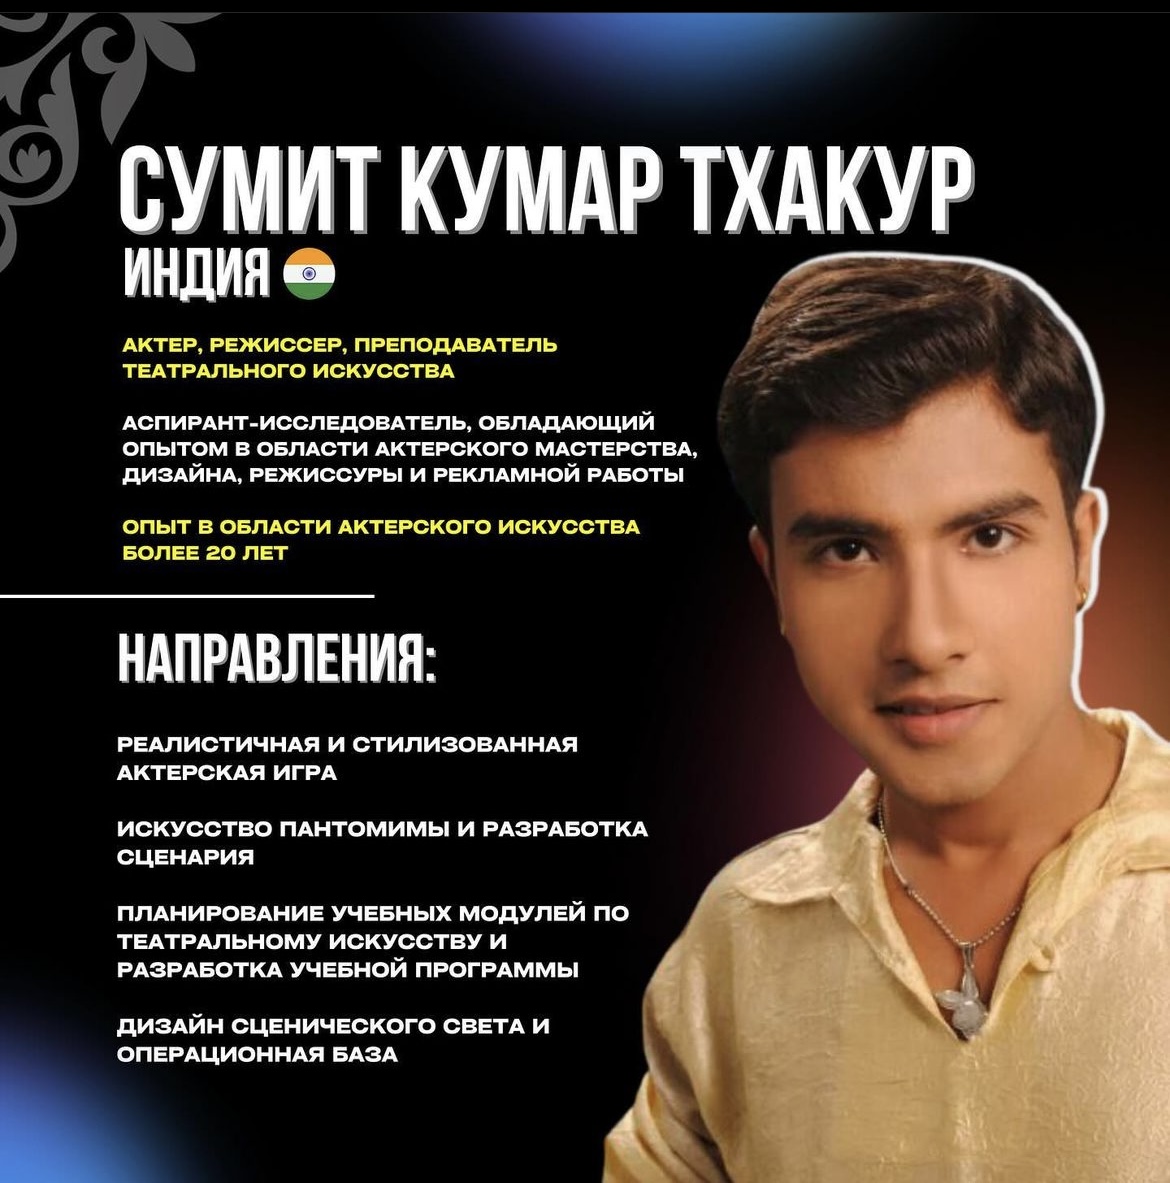 СУМИТ КУМАР ТХАКУР
ИНДИЯ
АКТЕР, РЕЖИССЕР, ПРЕПОДАВАТЕЛЬ
ТЕАТРАЛЬНОГО ИСКУССТВА
АСПИРАНТ-ИССЛЕДОВАТЕЛЬ, ОБЛАДАЮЩИЙ
ОПЫТОМ В ОБЛАСТИ АКТЕРСКОГО МАСТЕРСТВА,
ДИЗАЙНА, РЕЖИССУРЫ И РЕКЛАМНОЙ РАБОТЫ
ОПЫТ В ОБЛАСТИ АКТЕРСКОГО ИСКУССТВА
БОЛЕЕ 20 ЛЕТ
НАПРАВЛЕНИЯ:
РЕАЛИСТИЧНАЯ И СТИЛИЗОВАННАЯ
АКТЕРСКАЯ ИГРА
ИСКУССТВО ПАНТОМИМЫ И РАЗРАБОТКА
СЦЕНАРИЯ
ПЛАНИРОВАНИЕ УЧЕБНЫХ МОДУЛЕЙ ПО
ТЕАТРАЛЬНОМУ ИСКУССТВУ И
РАЗРАБОТКА УЧЕБНОЙ ПРОГРАММЫ
ДИЗАЙН СЦЕНИЧЕСКОГО СВЕТА И
ОПЕРАЦИОННАЯ БАЗА